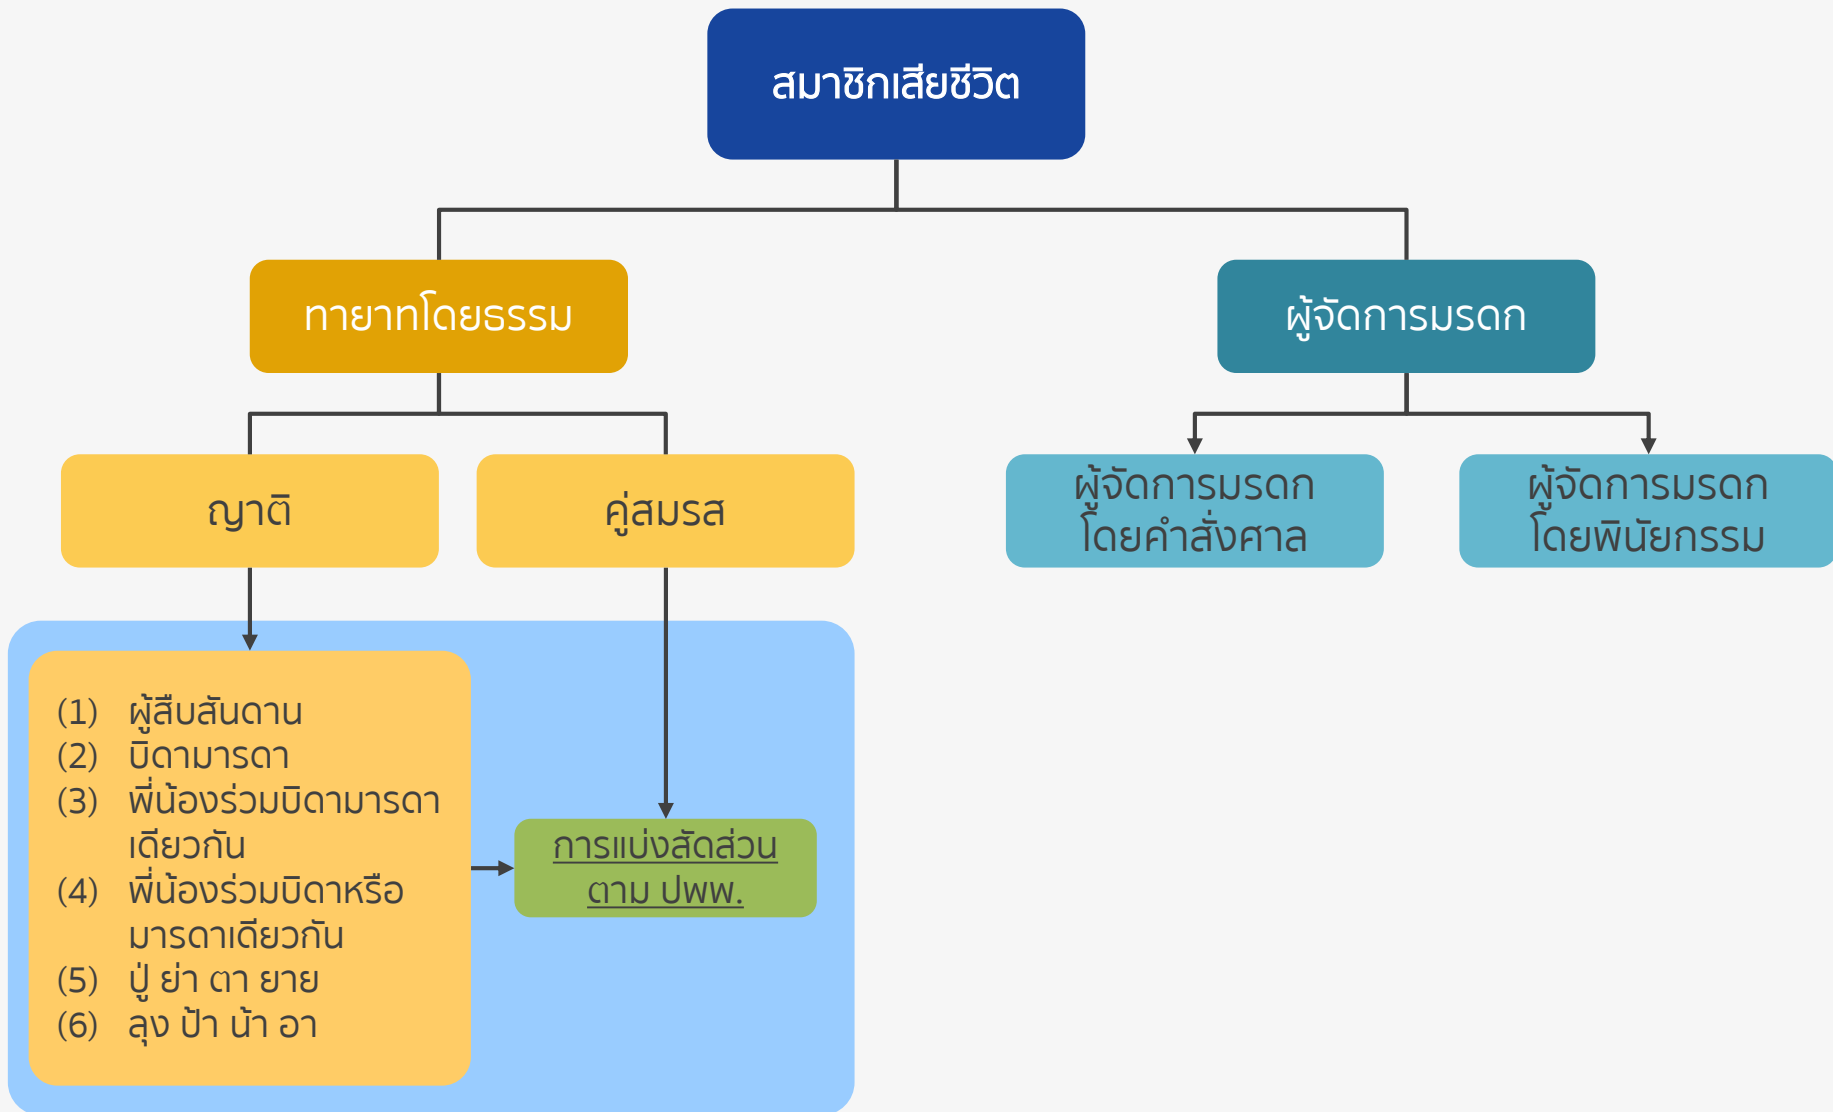 สมาชิกเสียชีวิต
ทายาทโดยธรรม
ผู้จัดการมรดก
ญาติ
คู่สมรส
ผู้จัดการมรดก
โดยคำสั่งศาล
ผู้จัดการมรดก
โดยพินัยกรรม
(1) ผู้สืบสันดาน
(2) บิดามารดา
(3) พี่น้องร่วมบิดามารดา
เดียวกัน
(4) พี่น้องร่วมบิดาหรือ
มารดาเดียวกัน
(5) ปู่ ย่า ตา ยาย
(6) ลุง ป้า น้า อา
การแบ่งสัดส่วน
ตาม ปพพ.